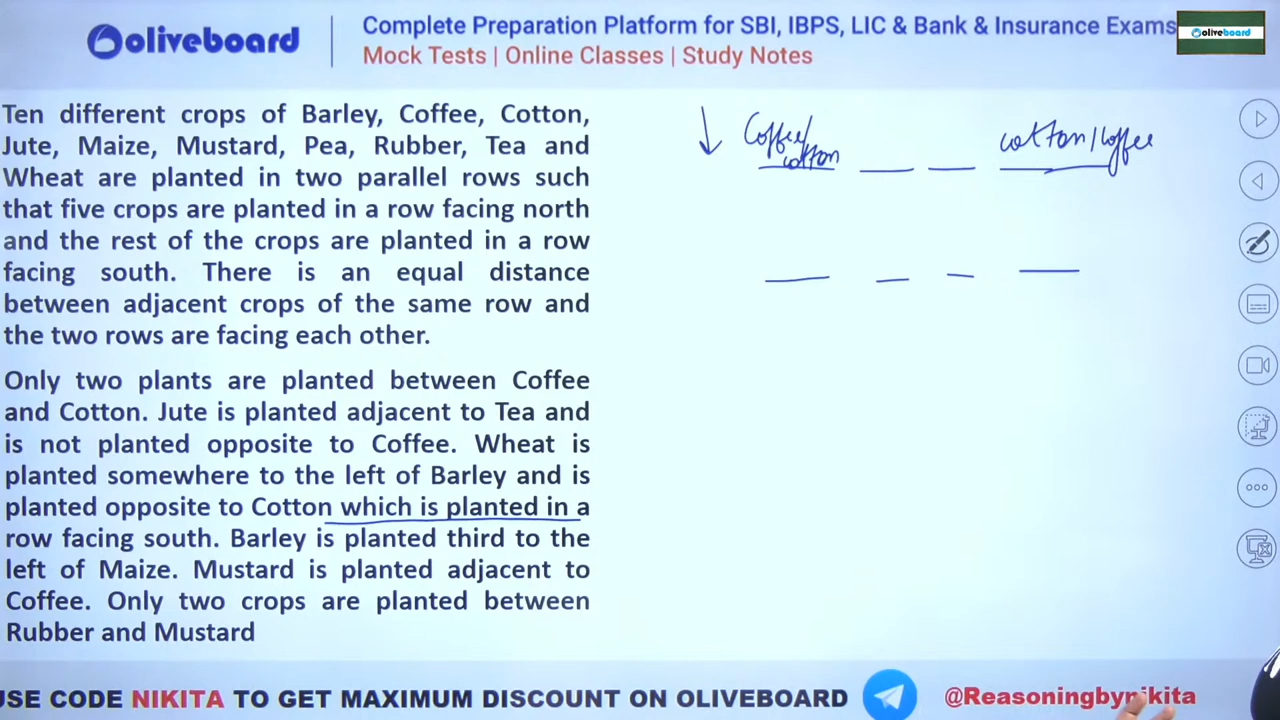 oliveboard
Complete Preparation Platform for SBI, IBPS, LIC & Bank & Insurance Exams
Mock Tests | Online Classes | Study Notes
oliveboard
Ten different crops of Barley, Coffee, Cotton,
Jute, Maize, Mustard, Pea, Rubber, Tea and
Wheat are planted in two parallel rows such
that five crops are planted in a row facing north
and the rest of the crops are planted in a row
facing south. There is an equal distance
between adjacent crops of the same row and
the two rows are facing each other.
Only two plants are planted between Coffee
and Cotton. Jute is planted adjacent to Tea and
is not planted opposite to Coffee. Wheat is
planted somewhere to the left of Barley and is
planted opposite to Cotton which is planted in a
row facing south. Barley is planted third to the
left of Maize. Mustard is planted adjacent to
Coffee. Only two crops are planted between
Rubber and Mustard
Coffee/
cotton
cotton/coffee
USE CODE NIKITA TO GET MAXIMUM DISCOUNT ON OLIVEBOARD
@Reasoningbynikita